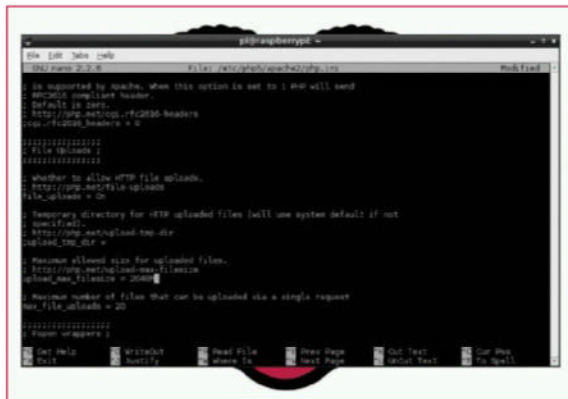 pi@raspberrypi: ~
File Edit Tabs Help
GNU nano 2.2.6 File: /etc/php5/apache2/php.ini Modified
; is supported by Apache. When this option is set to 1 PHP will send
; RFC2616 compliant header.
; Default is zero.
; http://php.net/cgi.rfc2616-headers
;cgi.rfc2616_headers = 0
;;;;;;;;;;;;;;;;
; File Uploads ;
;;;;;;;;;;;;;;;;
; Whether to allow HTTP file uploads.
; http://php.net/file-uploads
file_uploads = On
; Temporary directory for HTTP uploaded files (will use system default if not
; specified).
; http://php.net/upload-tmp-dir
;upload_tmp_dir =
; Maximum allowed size for uploaded files.
; http://php.net/upload-max-filesize
upload_max_filesize = 2048M
; Maximum number of files that can be uploaded via a single request
max_file_uploads = 20
;;;;;;;;;;;;;;;;;;
; Fopen wrappers ;
^G Get Help ^O WriteOut ^R Read File ^Y Prev Page ^K Cut Text ^C Cur Pos
^X Exit ^J Justify ^W Where Is ^V Next Page ^U UnCut Text ^T To Spell